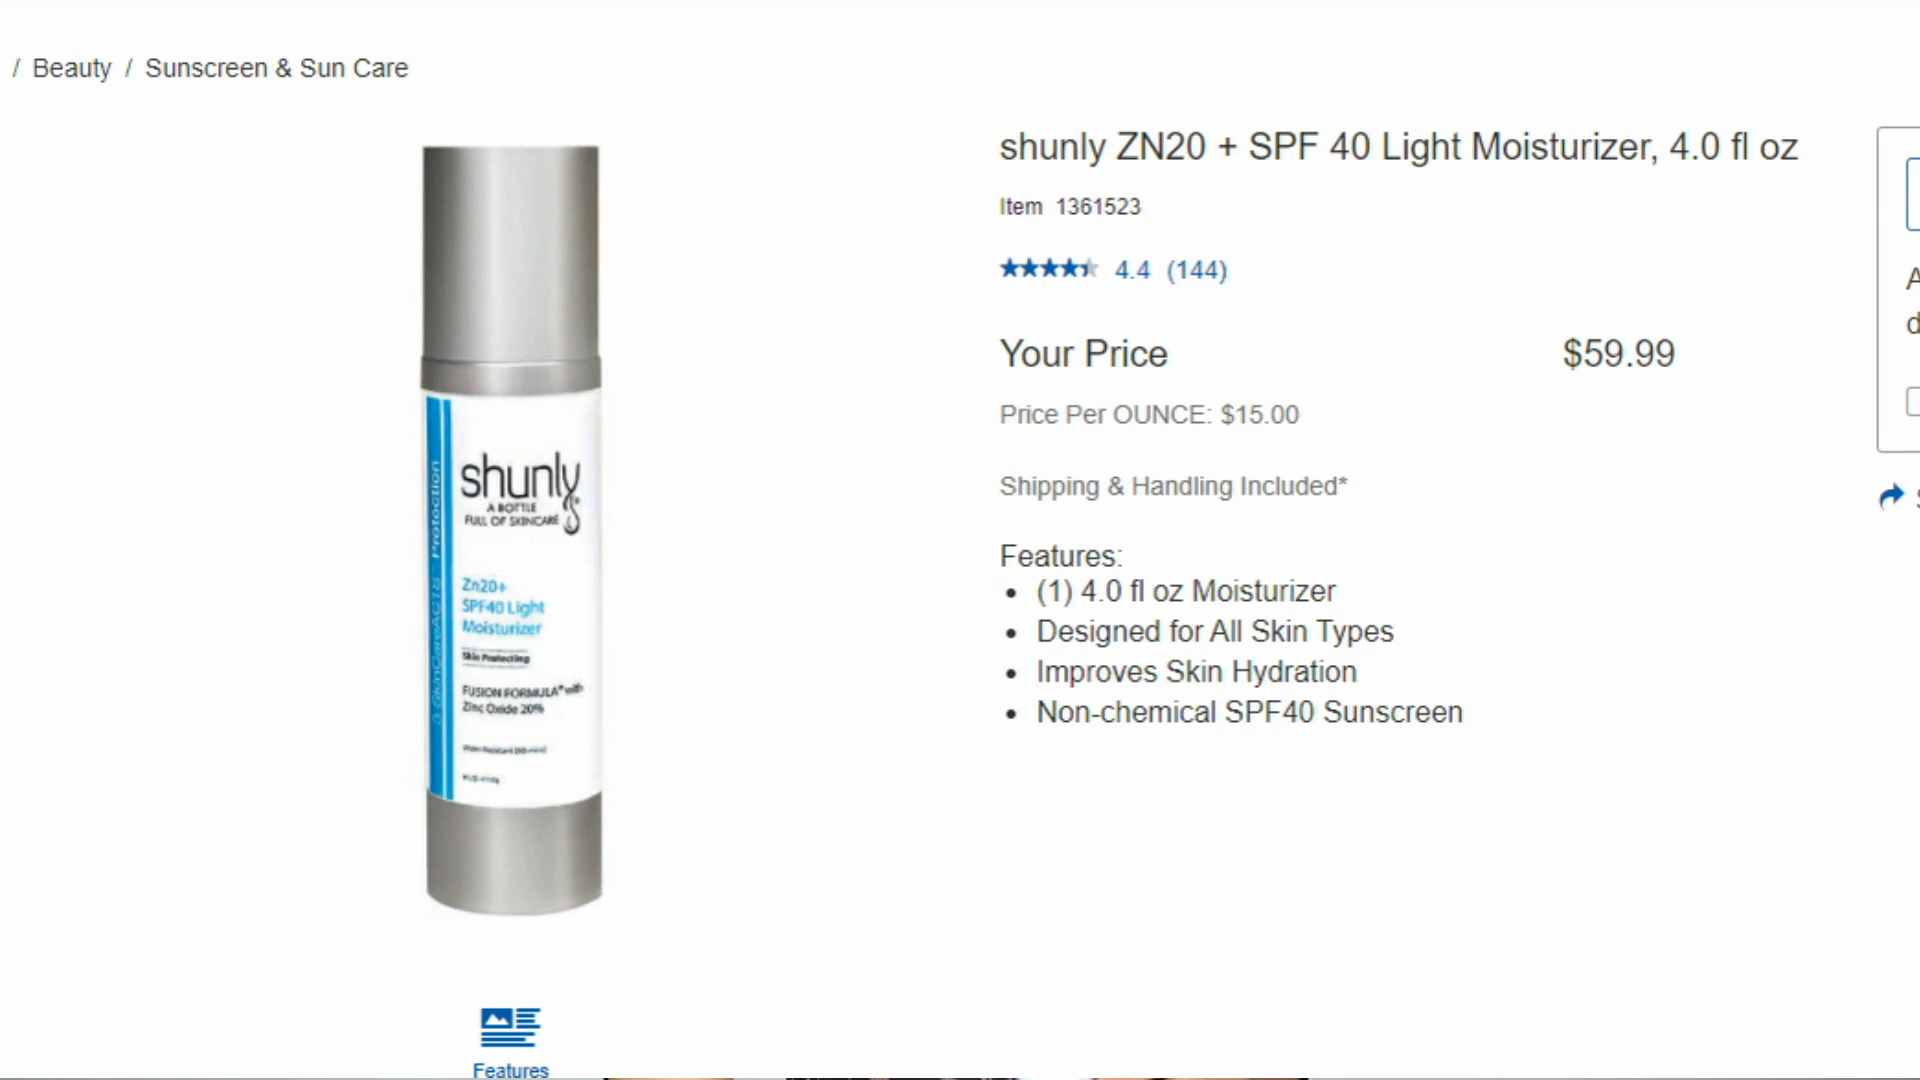 / Beauty / Sunscreen & Sun Care
shunly ZN20 + SPF 40 Light Moisturizer, 4.0 fl oz
Item 1361523
4.4 (144)
Your Price $59.99
Price Per OUNCE: $15.00
Shipping & Handling Included*
Features:
• (1) 4.0 fl oz Moisturizer
• Designed for All Skin Types
• Improves Skin Hydration
• Non-chemical SPF40 Sunscreen
shunly
A BOTTLE
FULL OF SKINCARE
Zn20+
SPF40 Light
Moisturizer
Skin Protecting
FUSION FORMULA® with
Zinc Oxide 20%
Protection
Features
A
d